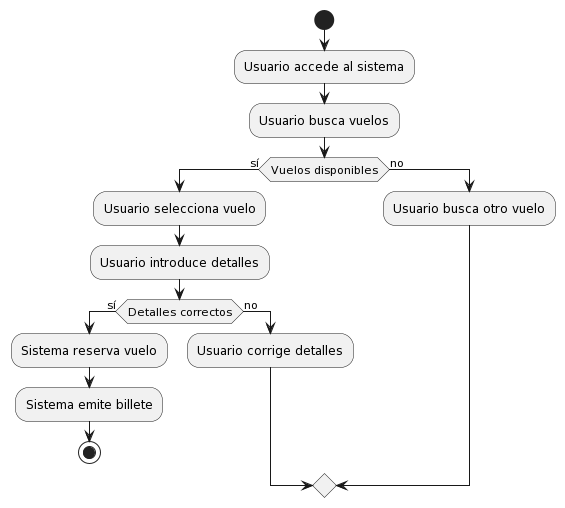 Usuario accede al sistema
Usuario busca vuelos
sí
Vuelos disponibles
no
Usuario selecciona vuelo
Usuario busca otro vuelo
Usuario introduce detalles
sí
Detalles correctos
no
Sistema reserva vuelo
Usuario corrige detalles
Sistema emite billete